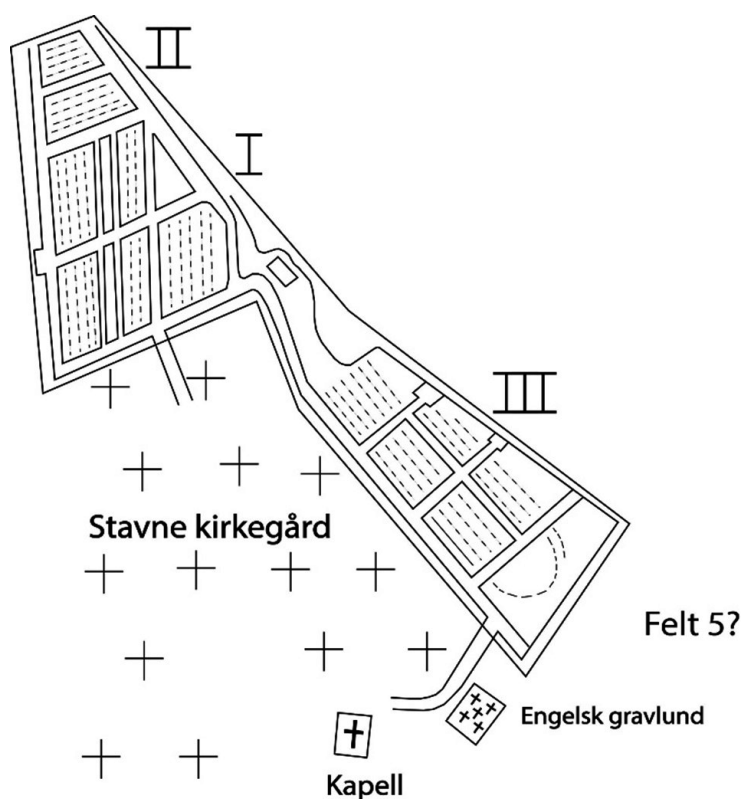 II
I
III
Stavne kirkegård
Felt 5?
Engelsk gravlund
Kapell